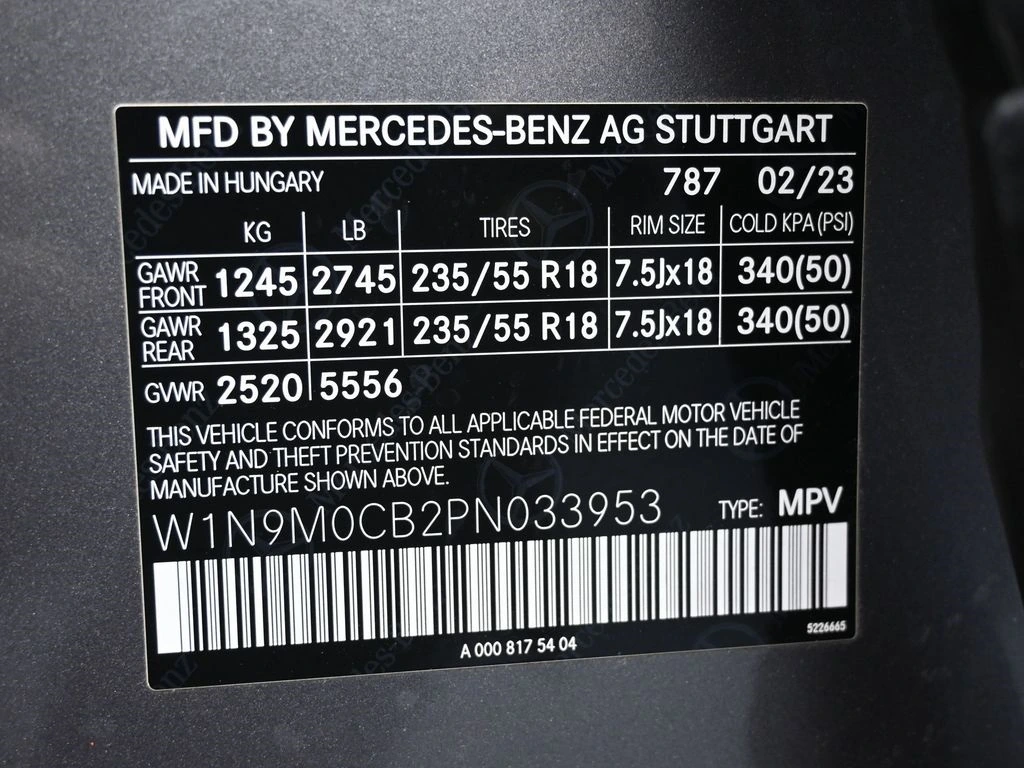 MFD BY MERCEDES-BENZ AG STUTTGART
MADE IN HUNGARY 787 02/23
KG LB TIRES RIM SIZE COLD KPA (PSI)
GAWR FRONT 1245 2745 235/55 R18 7.5Jx18 340(50)
GAWR REAR 1325 2921 235/55 R18 7.5Jx18 340(50)
GVWR 2520 5556
THIS VEHICLE CONFORMS TO ALL APPLICABLE FEDERAL MOTOR VEHICLE
SAFETY AND THEFT PREVENTION STANDARDS IN EFFECT ON THE DATE OF
MANUFACTURE SHOWN ABOVE.
W1N9M0CB2PN033953 TYPE: MPV
5226665
A 000 817 54 04